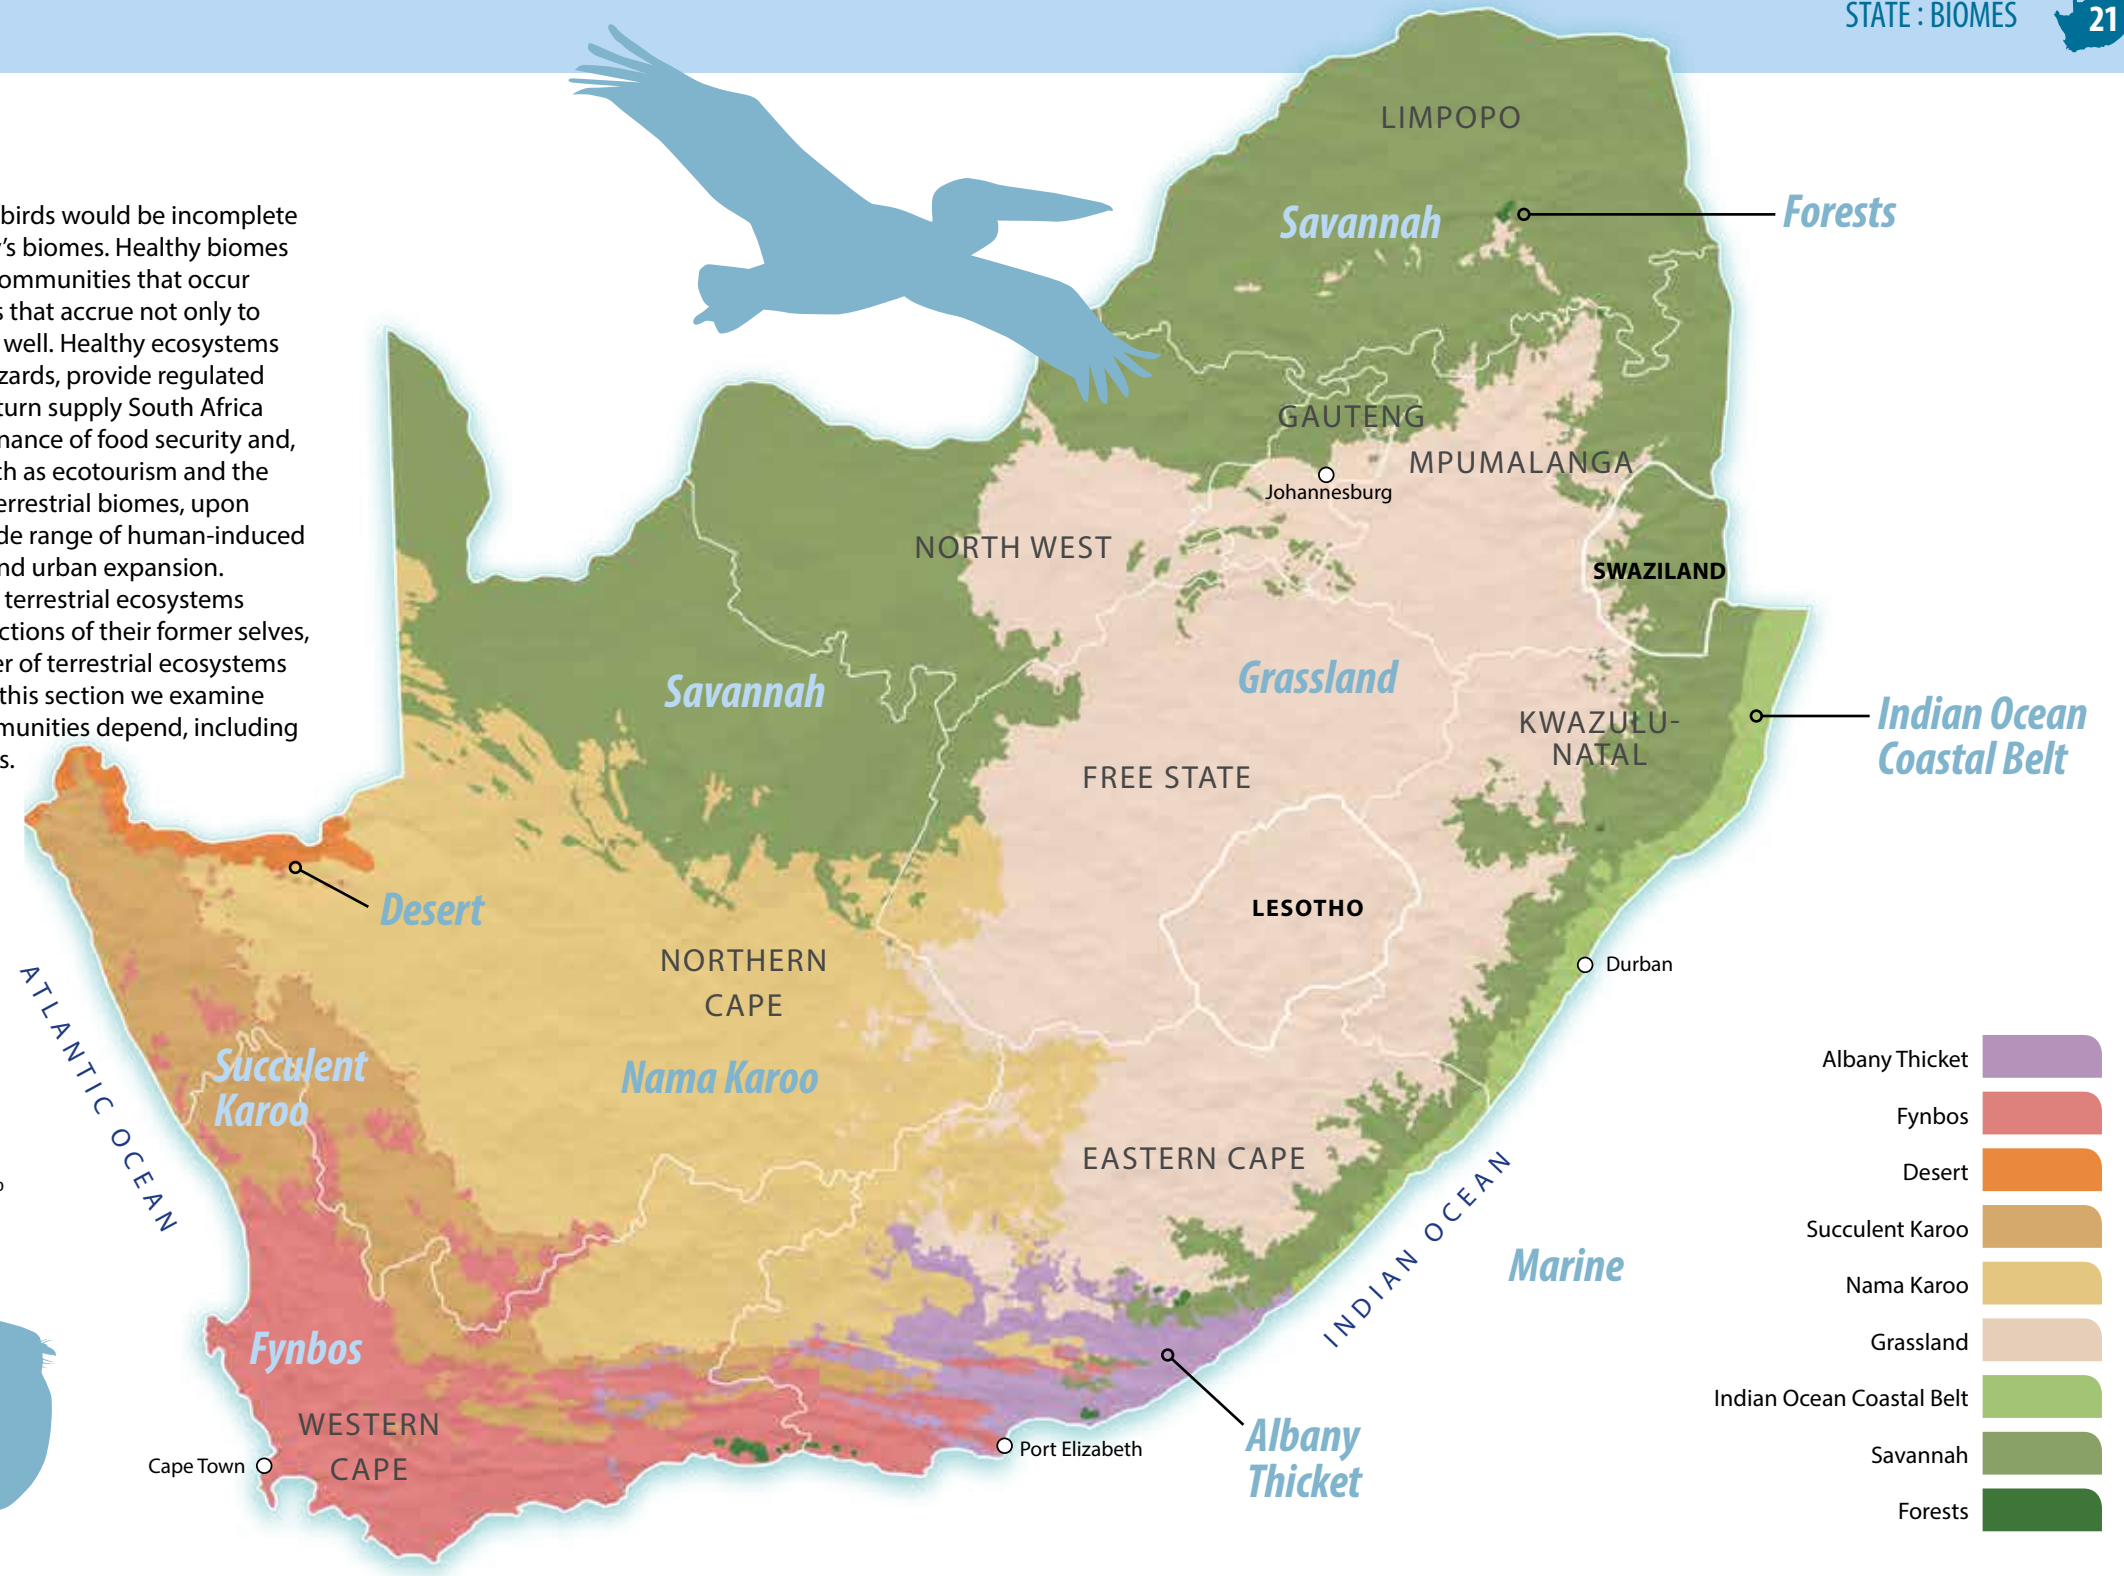 STATE : BIOMES
21
birds would be incomplete
’s biomes. Healthy biomes
ommunities that occur
s that accrue not only to
well. Healthy ecosystems
zards, provide regulated
turn supply South Africa
nance of food security and,
th as ecotourism and the
errestrial biomes, upon
de range of human-induced
nd urban expansion.
terrestrial ecosystems
ctions of their former selves,
er of terrestrial ecosystems
this section we examine
munities depend, including
s.
LIMPOPO
Savannah
Forests
GAUTENG
MPUMALANGA
Johannesburg
NORTH WEST
SWAZILAND
Savannah
Grassland
KWAZULU-
NATAL
Indian Ocean
Coastal Belt
FREE STATE
Desert
LESOTHO
NORTHERN
CAPE
Durban
ATLANTIC OCEAN
Succulent
Karoo
Nama Karoo
EASTERN CAPE
INDIAN OCEAN
Marine
Fynbos
WESTERN
CAPE
Cape Town
Port Elizabeth
Albany
Thicket
Albany Thicket
Fynbos
Desert
Succulent Karoo
Nama Karoo
Grassland
Indian Ocean Coastal Belt
Savannah
Forests